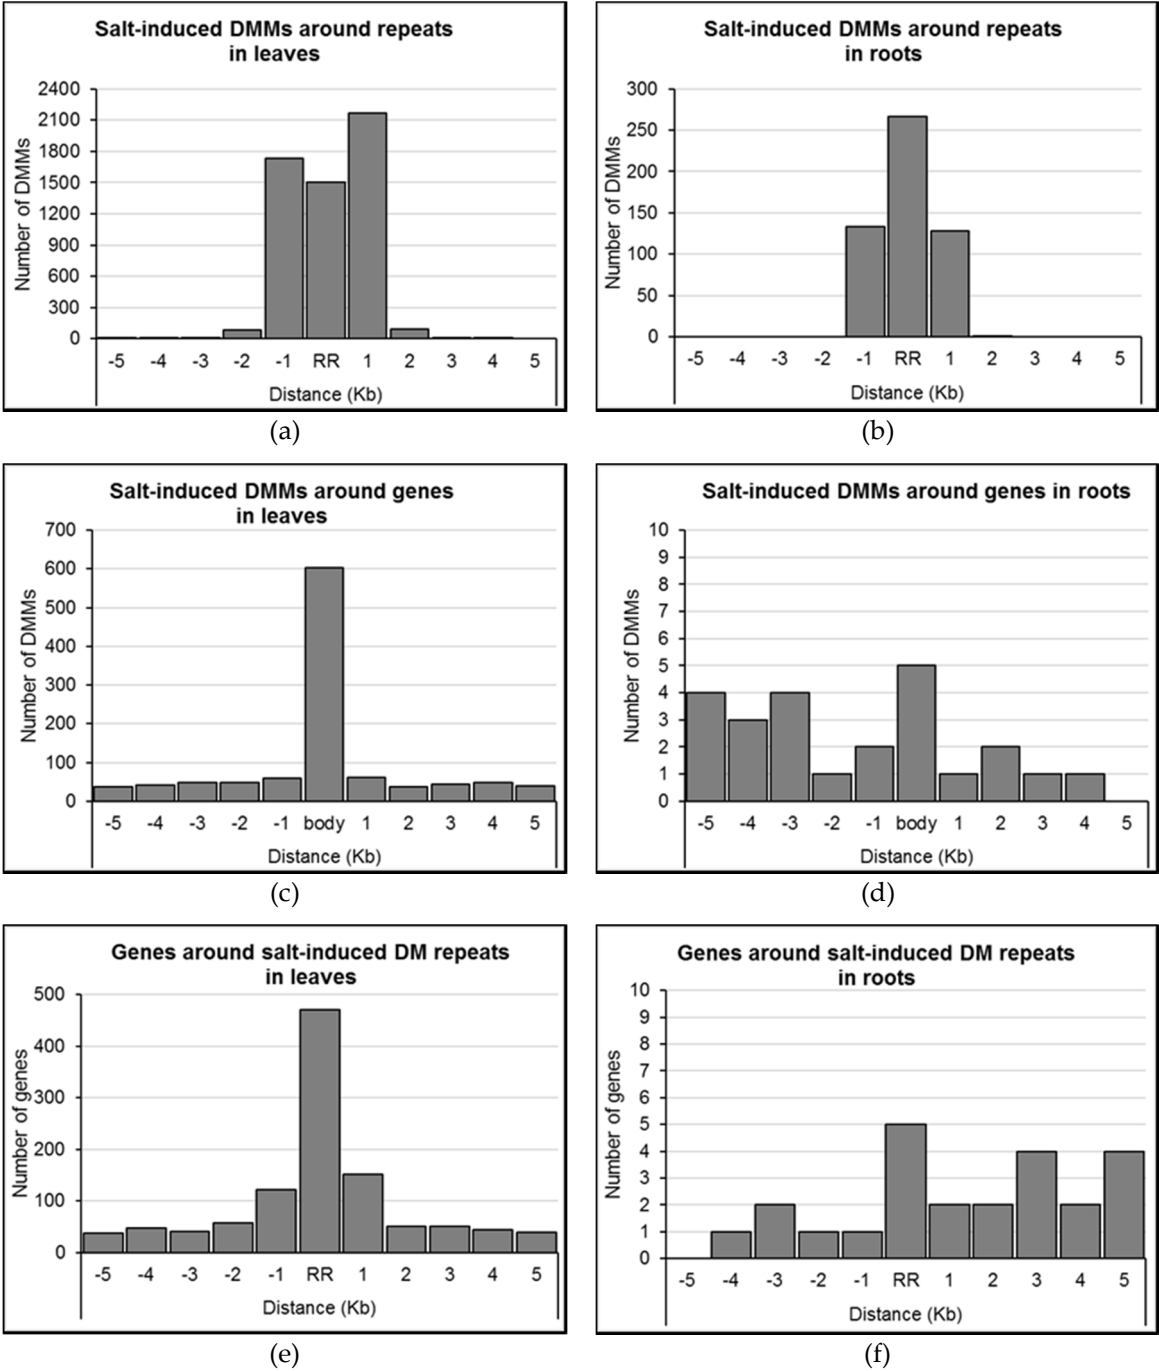 Salt-induced DMMs around repeats
in leaves
Number of DMMs
2400
2100
1800
1500
1200
900
600
300
0
-5 -4 -3 -2 -1 RR 1 2 3 4 5
Distance (Kb)
(a)
Salt-induced DMMs around repeats
in roots
Number of DMMs
300
250
200
150
100
50
0
-5 -4 -3 -2 -1 RR 1 2 3 4 5
Distance (Kb)
(b)
Salt-induced DMMs around genes
in leaves
Number of DMMs
700
600
500
400
300
200
100
0
-5 -4 -3 -2 -1 body 1 2 3 4 5
Distance (Kb)
(c)
Salt-induced DMMs around genes in roots
Number of DMMs
10
9
8
7
6
5
4
3
2
1
0
-5 -4 -3 -2 -1 body 1 2 3 4 5
Distance (Kb)
(d)
Genes around salt-induced DM repeats
in leaves
Number of genes
500
400
300
200
100
0
-5 -4 -3 -2 -1 RR 1 2 3 4 5
Distance (Kb)
(e)
Genes around salt-induced DM repeats
in roots
Number of genes
10
9
8
7
6
5
4
3
2
1
0
-5 -4 -3 -2 -1 RR 1 2 3 4 5
Distance (Kb)
(f)